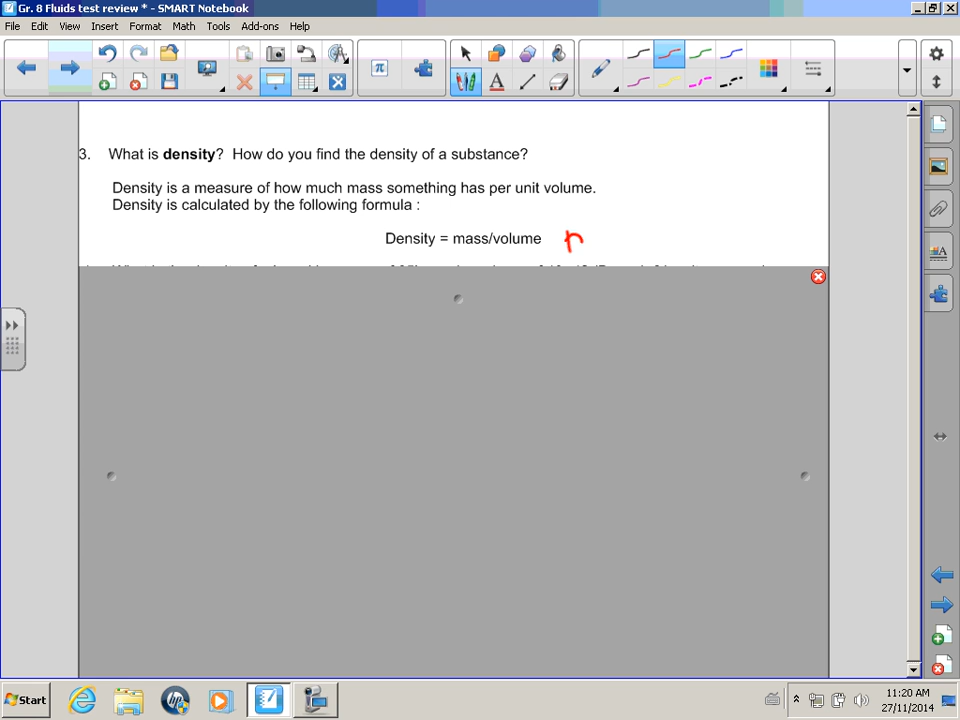 Gr. 8 Fluids test review * - SMART Notebook
File Edit View Insert Format Math Tools Add-ons Help
3. What is density? How do you find the density of a substance?
Density is a measure of how much mass something has per unit volume.
Density is calculated by the following formula :
Density = mass/volume
Start
11:20 AM
27/11/2014